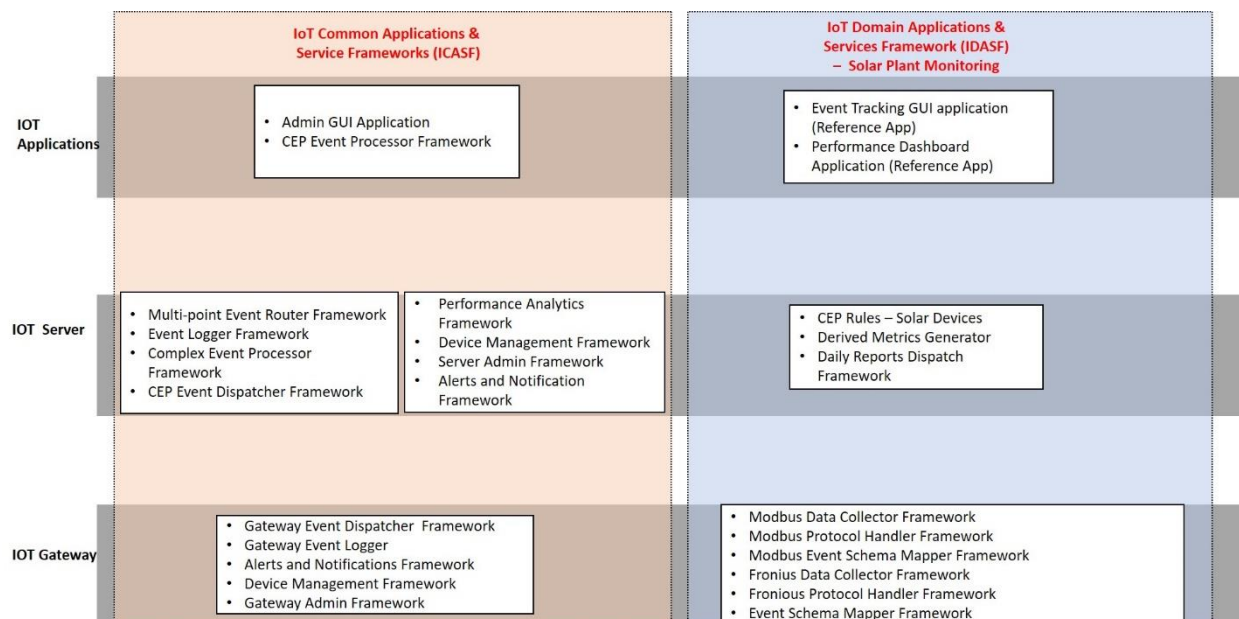 IoT Common Applications &
Service Frameworks (ICASF)
IoT Domain Applications &
Services Framework (IDASF)
– Solar Plant Monitoring
IOT
Applications
• Admin GUI Application
• CEP Event Processor Framework
• Event Tracking GUI application
(Reference App)
• Performance Dashboard
Application (Reference App)
IOT Server
• Multi-point Event Router Framework
• Event Logger Framework
• Complex Event Processor
Framework
• CEP Event Dispatcher Framework
• Performance Analytics
Framework
• Device Management Framework
• Server Admin Framework
• Alerts and Notification
Framework
• CEP Rules – Solar Devices
• Derived Metrics Generator
• Daily Reports Dispatch
Framework
IOT Gateway
• Gateway Event Dispatcher Framework
• Gateway Event Logger
• Alerts and Notifications Framework
• Device Management Framework
• Gateway Admin Framework
• Modbus Data Collector Framework
• Modbus Protocol Handler Framework
• Modbus Event Schema Mapper Framework
• Fronius Data Collector Framework
• Fronious Protocol Handler Framework
• Event Schema Mapper Framework